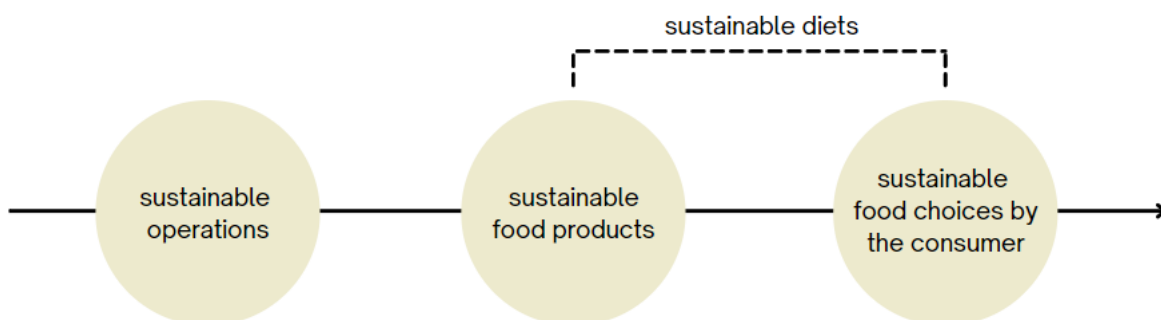 sustainable diets
sustainable
operations
sustainable
food products
sustainable
food choices by
the consumer